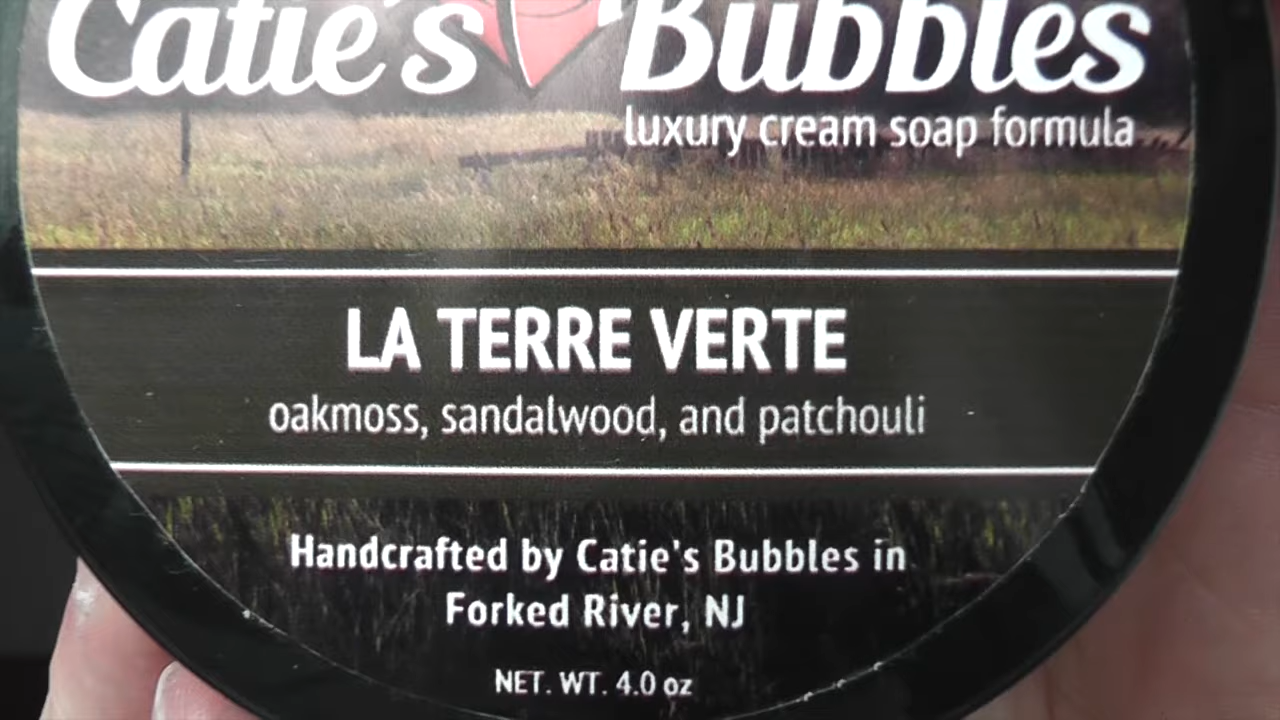 Catie's Bubbles
luxury cream soap formula
LA TERRE VERTE
oakmoss, sandalwood, and patchouli
Handcrafted by Catie's Bubbles in
Forked River, NJ
NET. WT. 4.0 oz